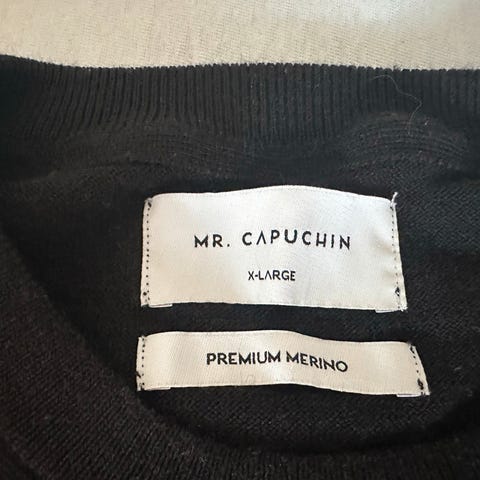 MR. CAPUCHIN
X-LARGE
PREMIUM MERINO